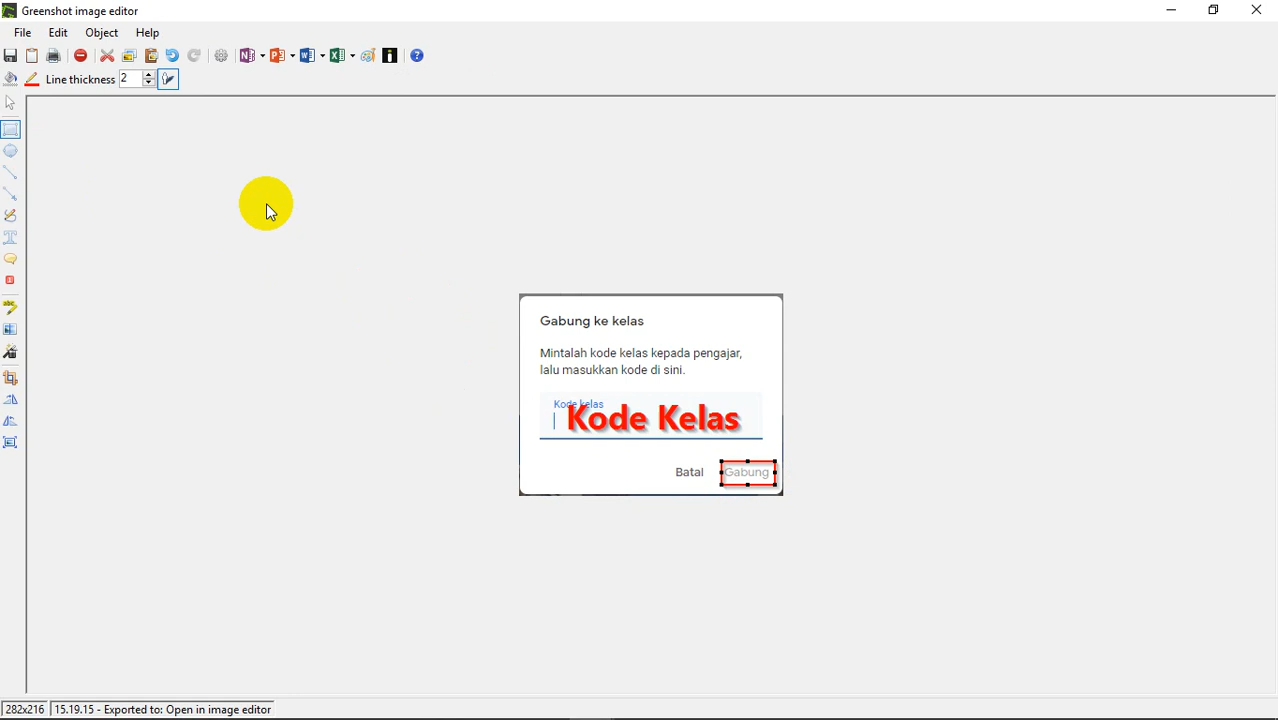 Greenshot image editor
File Edit Object Help
Line thickness 2
Gabung ke kelas
Mintalah kode kelas kepada pengajar,
lalu masukkan kode di sini.
Kode kelas
Kode Kelas
Batal Gabung
282x216 15.19.15 - Exported to: Open in image editor